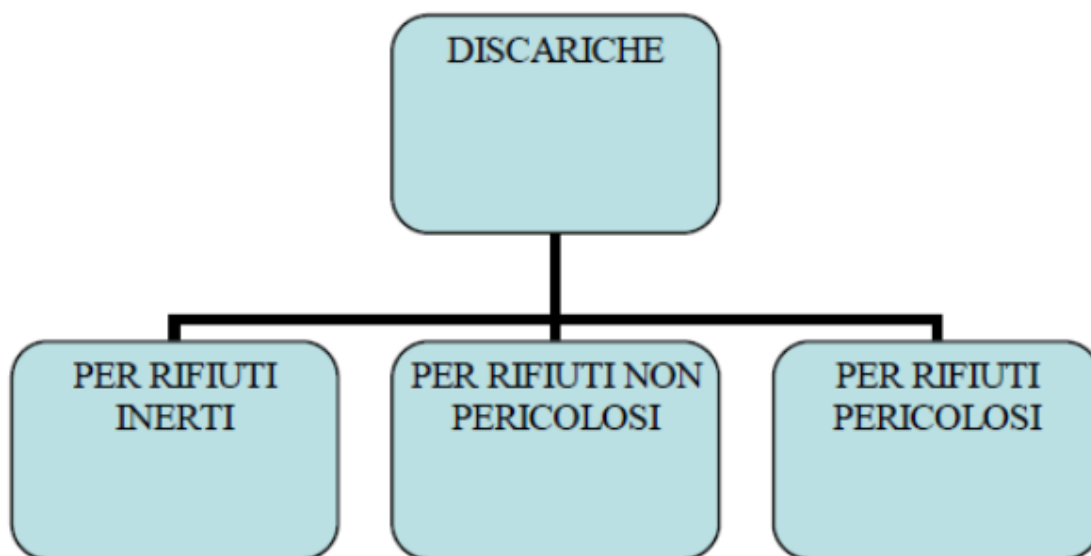 DISCARICHE
PER RIFIUTI
INERTI
PER RIFIUTI NON
PERICOLOSI
PER RIFIUTI
PERICOLOSI